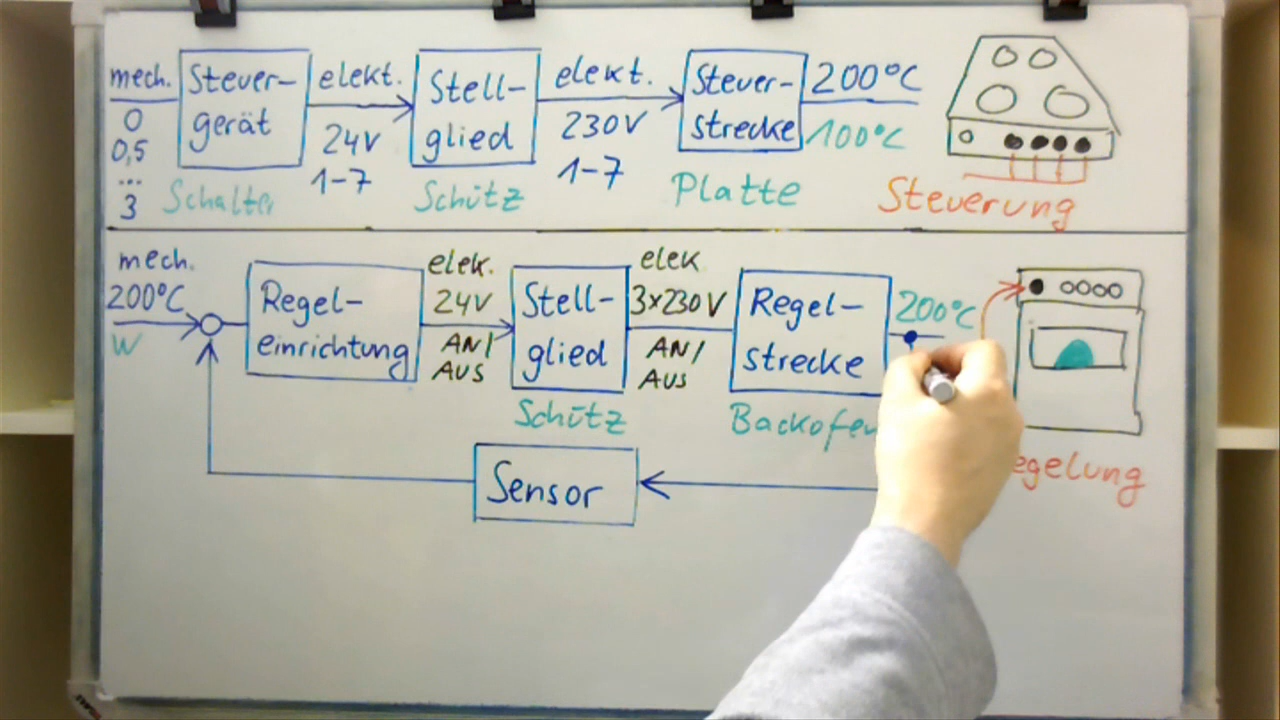 mech.
0
0,5
...
3
Steuer-
gerät
Schalter
elekt.
24V
1-7
Stell-
glied
Schütz
elekt.
230V
1-7
Steuer-
strecke
Platte
200°C
100°C
Steuerung
mech.
200°C
W
Regel-
einrichtung
elek.
24V
AN/
AUS
Stell-
glied
Schütz
elek
3x230V
AN/
AUS
Regel-
strecke
Backofen
200°C
egelung
Sensor